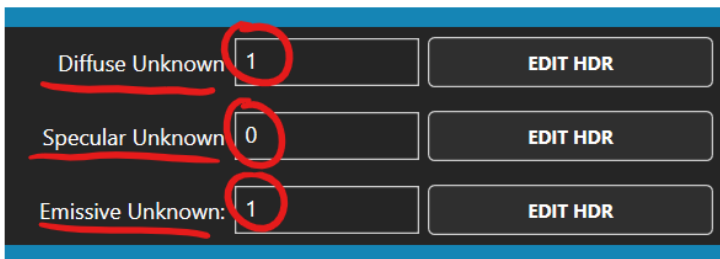 Diffuse Unknown 1 EDIT HDR
Specular Unknown 0 EDIT HDR
Emissive Unknown: 1 EDIT HDR